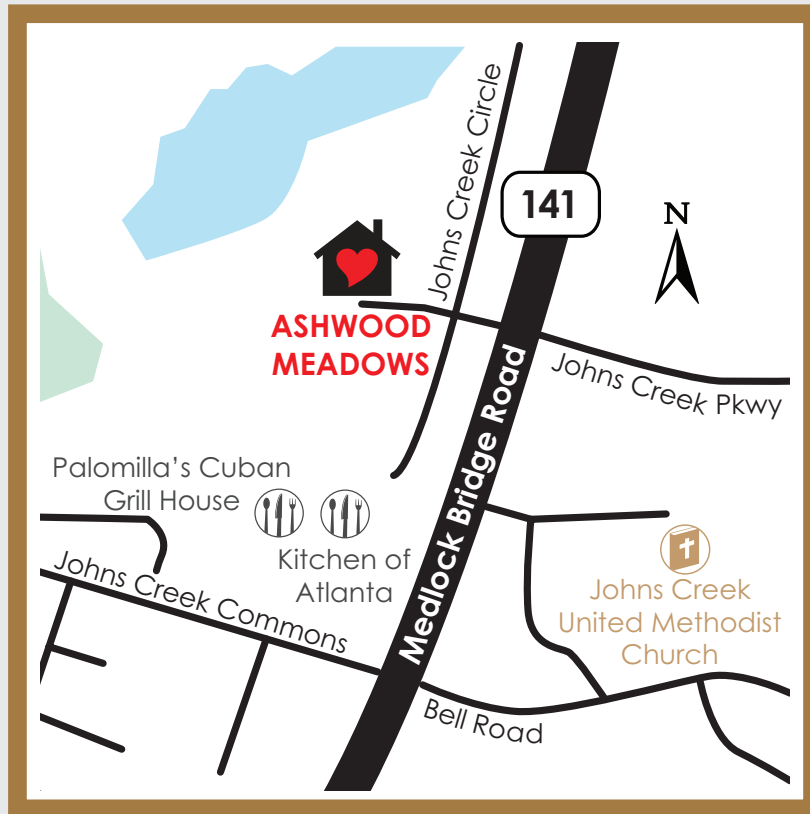 Johns Creek Circle
141
N
ASHWOOD
MEADOWS
Johns Creek Pkwy
Medlock Bridge Road
Palomilla’s Cuban
Grill House
Kitchen of
Atlanta
Johns Creek Commons
Johns Creek
United Methodist
Church
Bell Road